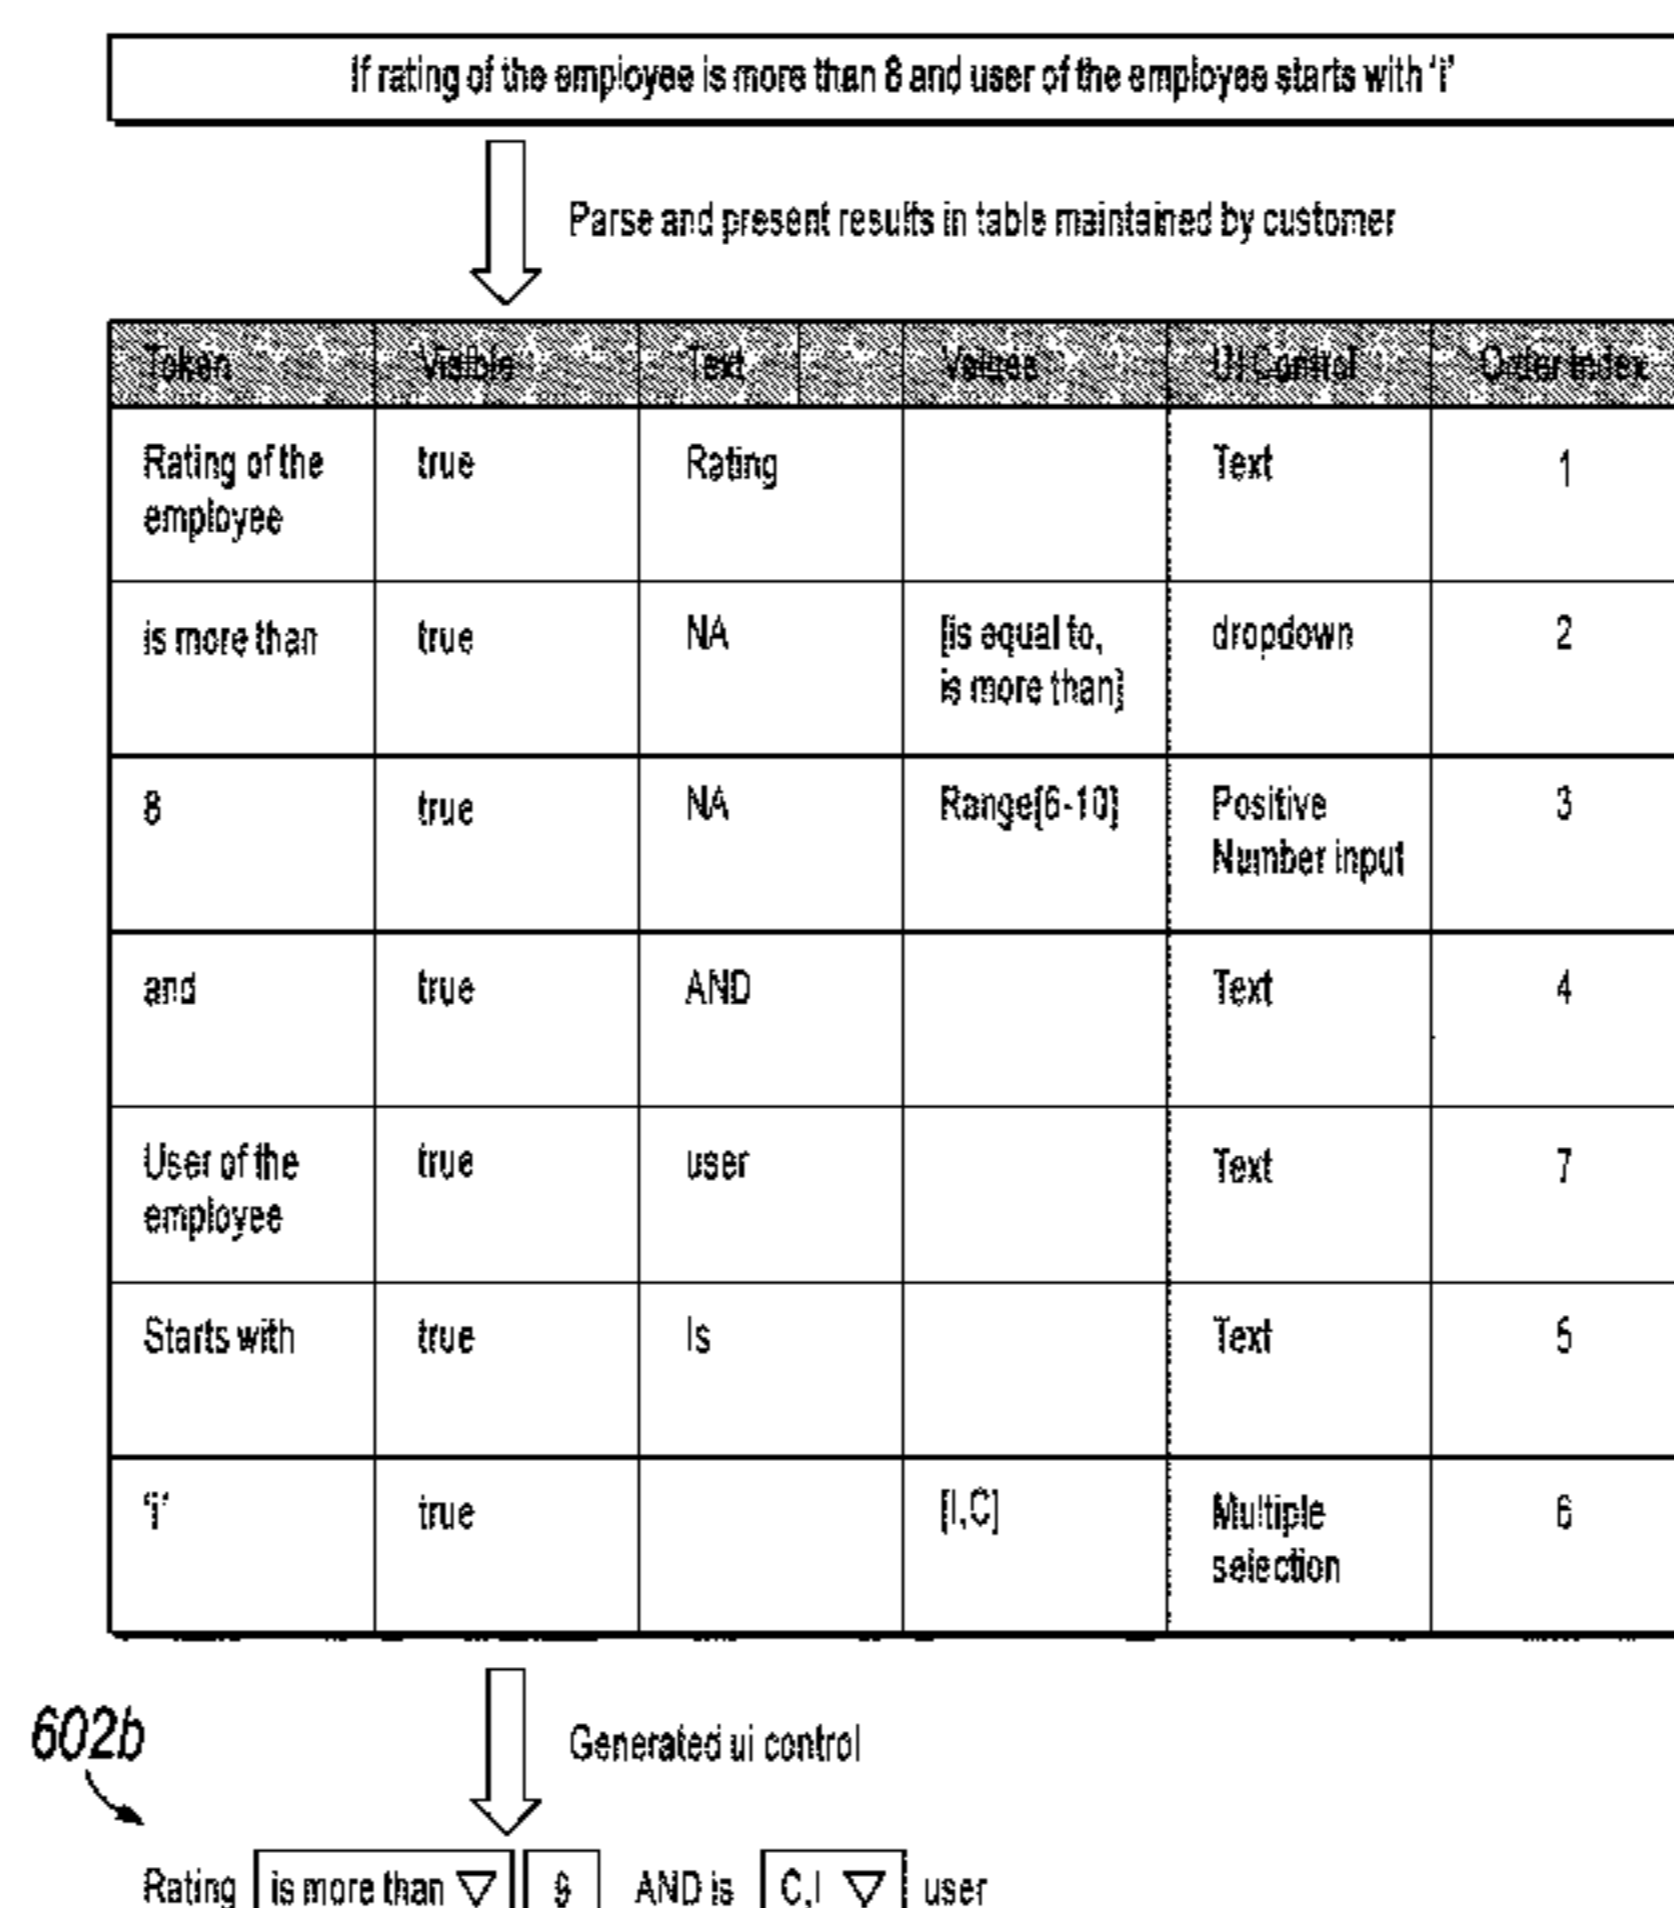 If rating of the employee is more than 8 and user of the employee starts with 'i'
Parse and present results in table maintained by customer
Token Visible Text Values UI Control Order Index
Rating of the employee true Rating Text 1
is more than true NA [is equal to, is more than] dropdown 2
8 true NA Range[6-10] Positive Number input 3
and true AND Text 4
User of the employee true user Text 7
Starts with true Is Text 5
'i' true [I,C] Multiple selection 6
602b
Generated ui control
Rating is more than AND is C,I user